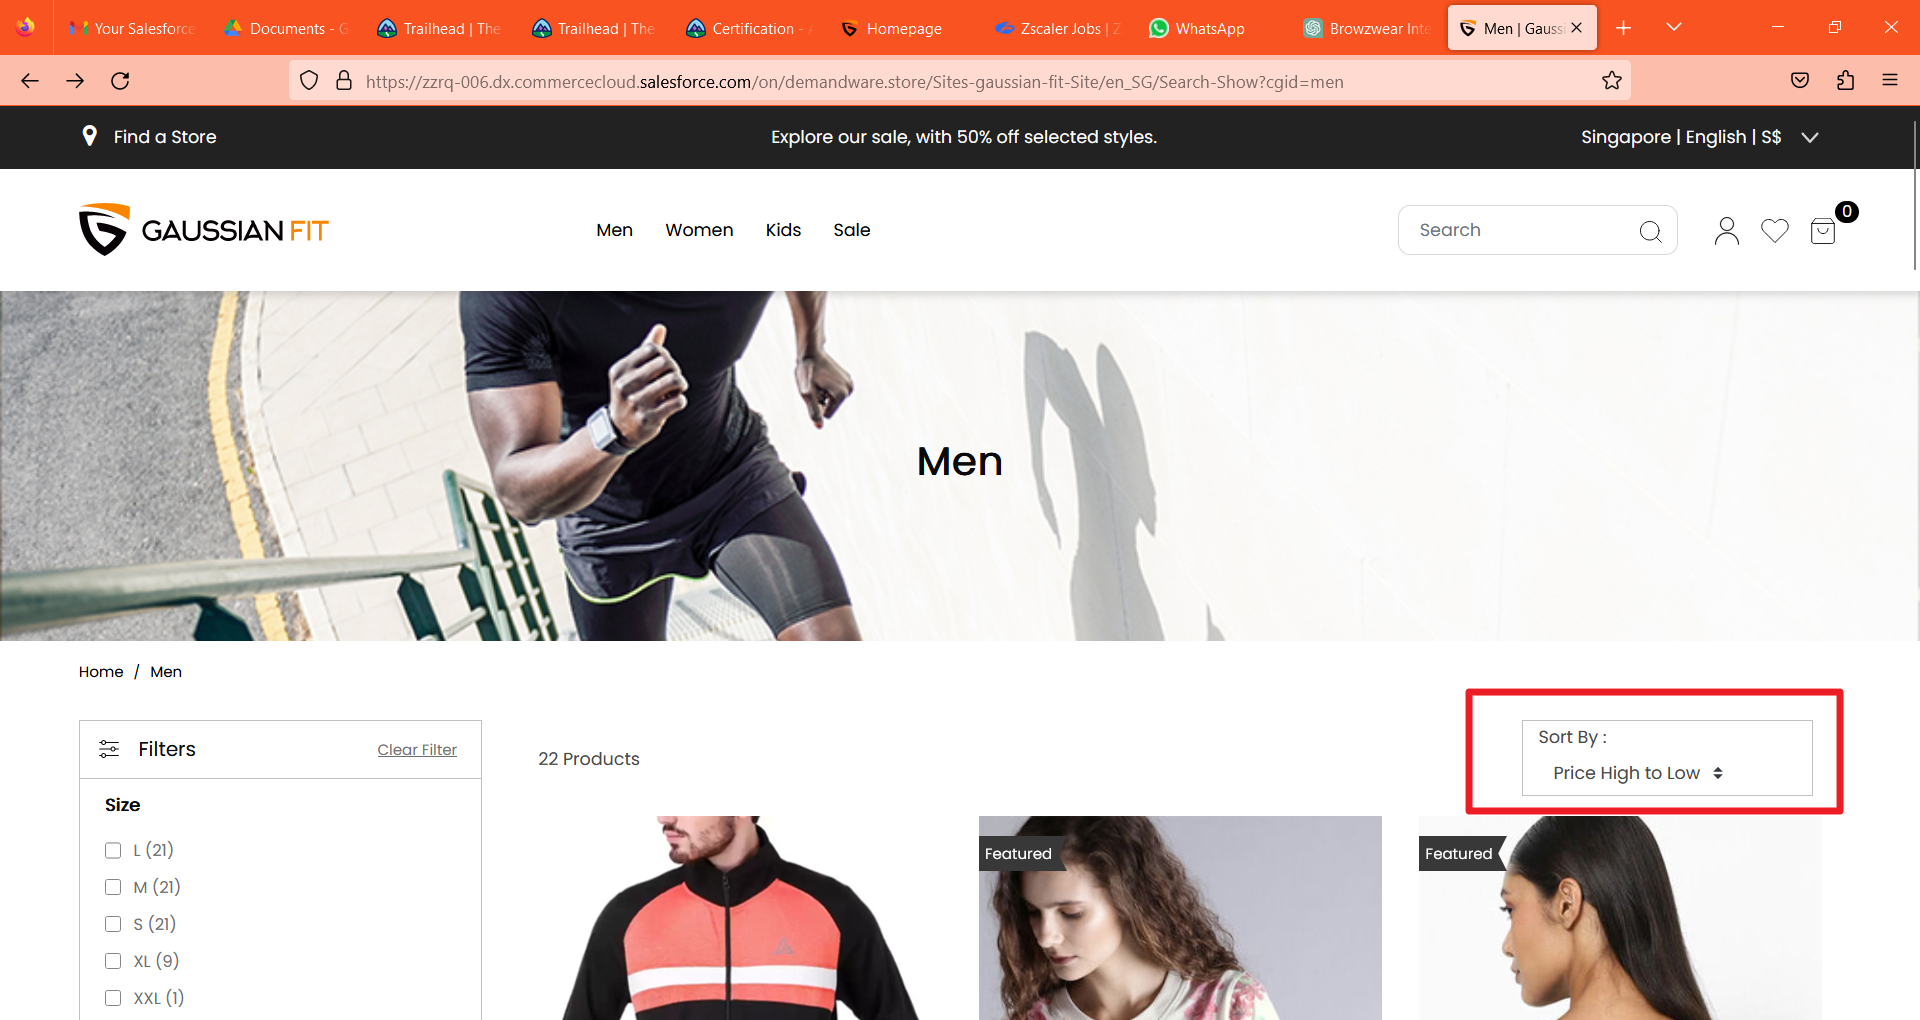 Your Salesforce
Documents - G
Trailhead | The
Trailhead | The
Certification - A
Homepage
Zscaler Jobs | Z
WhatsApp
Browzwear Inte
Men | Gaussi
https://zzrq-006.dx.commercecloud.salesforce.com/on/demandware.store/Sites-gaussian-fit-Site/en_SG/Search-Show?cgid=men
Find a Store
Explore our sale, with 50% off selected styles.
Singapore | English | S$
GAUSSIAN FIT
Men
Women
Kids
Sale
Search
0
Men
Home / Men
Filters
Clear Filter
22 Products
Sort By :
Price High to Low
Size
L (21)
M (21)
S (21)
XL (9)
XXL (1)
Featured
Featured